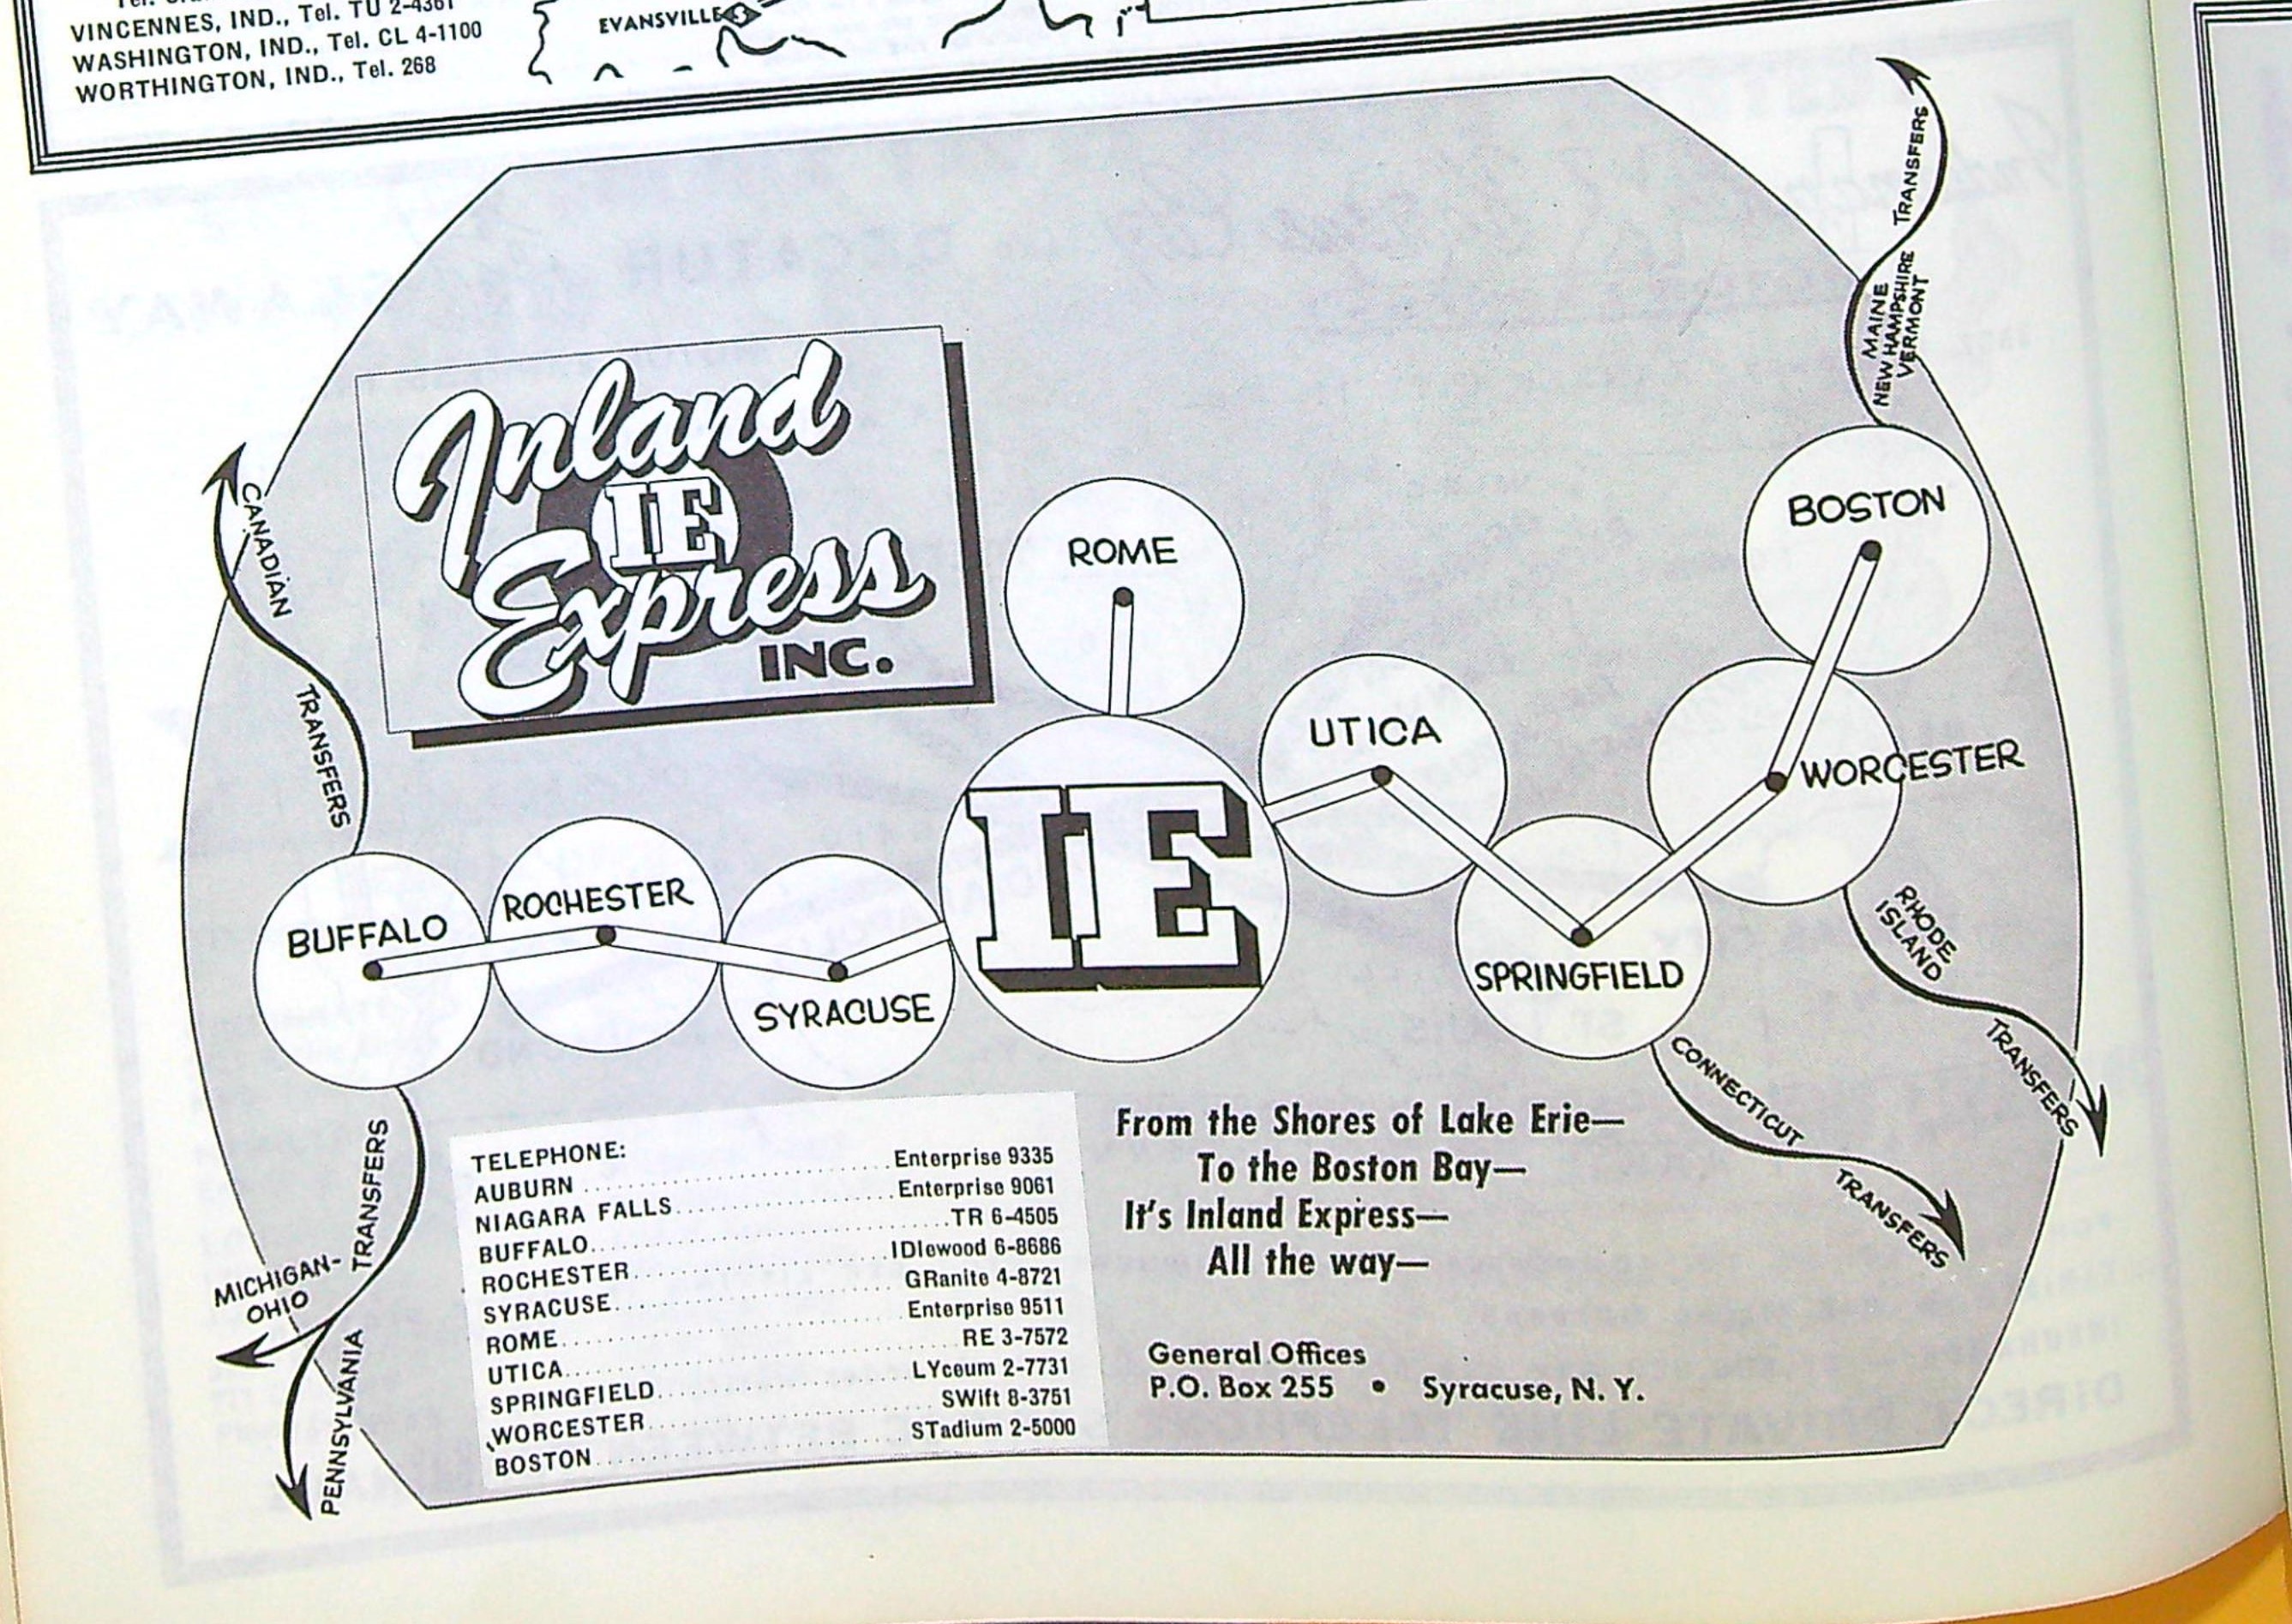 VINCENNES, IND., Tel. TU 2-4361
WASHINGTON, IND., Tel. CL 4-1100
WORTHINGTON, IND., Tel. 268
EVANSVILLE
Inland
IE
Express
INC.
CANADIAN
TRANSFERS
MAINE
NEW HAMPSHIRE
VERMONT
TRANSFERS
ROME
BOSTON
UTICA
WORCESTER
BUFFALO
ROCHESTER
SYRACUSE
IE
SPRINGFIELD
RHODE
ISLAND
TRANSFERS
CONNECTICUT
TRANSFERS
TRANSFERS
MICHIGAN-
OHIO
PENNSYLVANIA
TELEPHONE:
AUBURN ........ Enterprise 9335
NIAGARA FALLS ........ Enterprise 9061
BUFFALO ........ TR 6-4505
ROCHESTER ........ IDlewood 6-8686
SYRACUSE ........ GRanite 4-8721
ROME ........ Enterprise 9511
UTICA ........ RE 3-7572
SPRINGFIELD ........ LYceum 2-7731
WORCESTER ........ SWift 8-3751
BOSTON ........ STadium 2-5000
From the Shores of Lake Erie—
To the Boston Bay—
It's Inland Express—
All the way—
General Offices
P.O. Box 255 • Syracuse, N. Y.